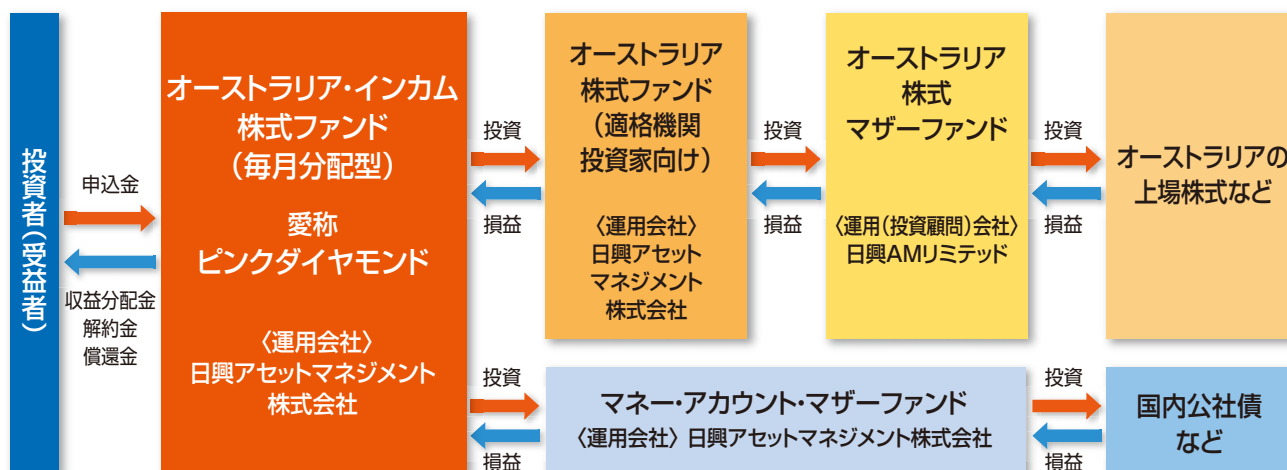 投資者（受益者）
申込金
収益分配金
解約金
償還金
オーストラリア・インカム
株式ファンド
（毎月分配型）
愛称
ピンクダイヤモンド
〈運用会社〉
日興アセットマネジメント
株式会社
投資
損益
オーストラリア
株式ファンド
（適格機関
投資家向け）
〈運用会社〉
日興アセット
マネジメント
株式会社
投資
損益
オーストラリア
株式
マザーファンド
〈運用（投資顧問）会社〉
日興AMリミテッド
投資
損益
オーストラリアの
上場株式など
投資
損益
マネー・アカウント・マザーファンド
〈運用会社〉日興アセットマネジメント株式会社
投資
損益
国内公社債
など